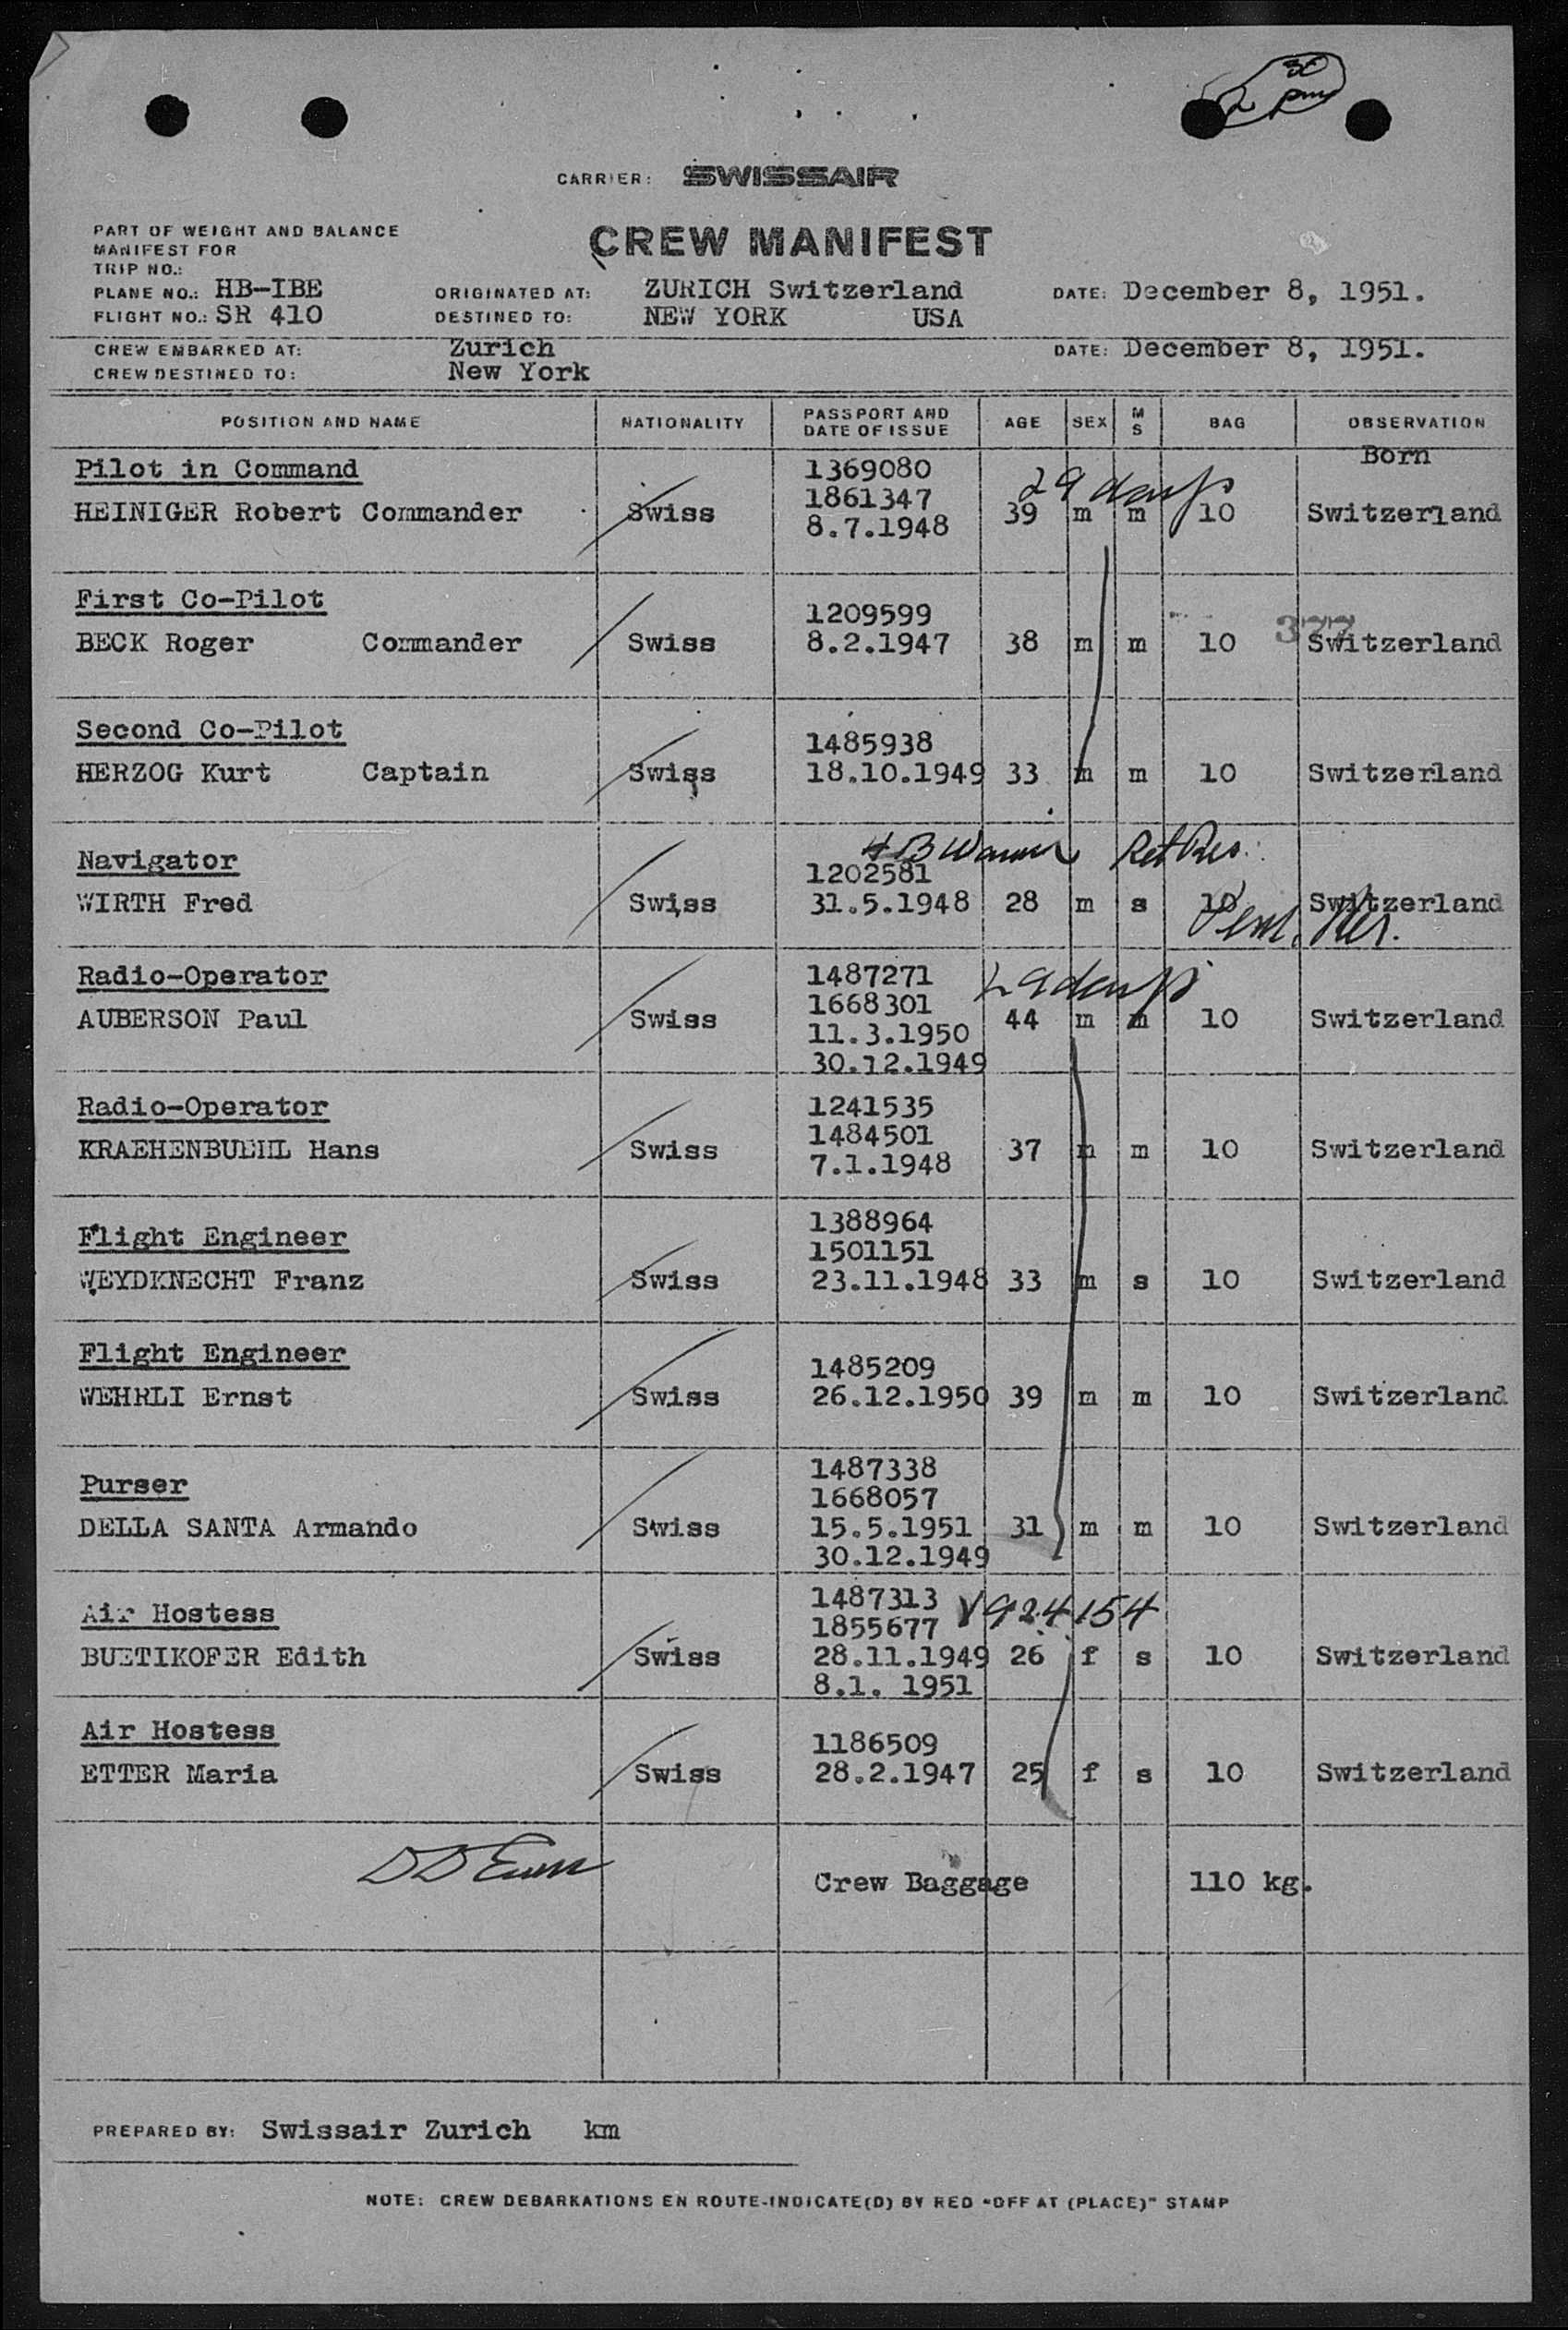 30
2 pm
CARRIER: SWISSAIR
PART OF WEIGHT AND BALANCE
MANIFEST FOR
CREW MANIFEST
TRIP NO.:
PLANE NO.: HB-IBE ORIGINATED AT: ZURICH Switzerland DATE: December 8, 1951.
FLIGHT NO.: SR 410 DESTINED TO: NEW YORK USA
CREW EMBARKED AT: Zurich DATE: December 8, 1951.
CREW DESTINED TO: New York
POSITION AND NAME NATIONALITY PASSPORT AND DATE OF ISSUE AGE SEX M S BAG OBSERVATION
Born
Pilot in Command 1369080
29 days
1861347
HEINIGER Robert Commander Swiss 39 m m 10 Switzerland
8.7.1948
First Co-Pilot 1209599
377
BECK Roger Commander Swiss 8.2.1947 38 m m 10 Switzerland
Second Co-Pilot 1485938
HERZOG Kurt Captain Swiss 18.10.1949 33 m m 10 Switzerland
Ret Res.
Navigator 1202581
WIRTH Fred Swiss 31.5.1948 28 m s 10 Switzerland
Perm. Res.
Radio-Operator 1487271
29 days
1668301
AUBERSON Paul Swiss 11.3.1950 44 m m 10 Switzerland
30.12.1949
Radio-Operator 1241535
1484501
KRAEHENBUEHL Hans Swiss 7.1.1948 37 m m 10 Switzerland
1388964
Flight Engineer 1501151
WEYDKNECHT Franz Swiss 23.11.1948 33 m s 10 Switzerland
Flight Engineer 1485209
WEHRLI Ernst Swiss 26.12.1950 39 m m 10 Switzerland
1487338
Purser 1668057
DELLA SANTA Armando Swiss 15.5.1951 31 m m 10 Switzerland
30.12.1949
1487313
V924154
Air Hostess 1855677
BUETIKOFER Edith Swiss 28.11.1949 26 f s 10 Switzerland
8.1. 1951
Air Hostess 1186509
ETTER Maria Swiss 28.2.1947 25 f s 10 Switzerland
Crew Baggage 110 kg.
PREPARED BY: Swissair Zurich km
NOTE: CREW DEBARKATIONS EN ROUTE-INDICATE(D) BY RED "OFF AT (PLACE)" STAMP